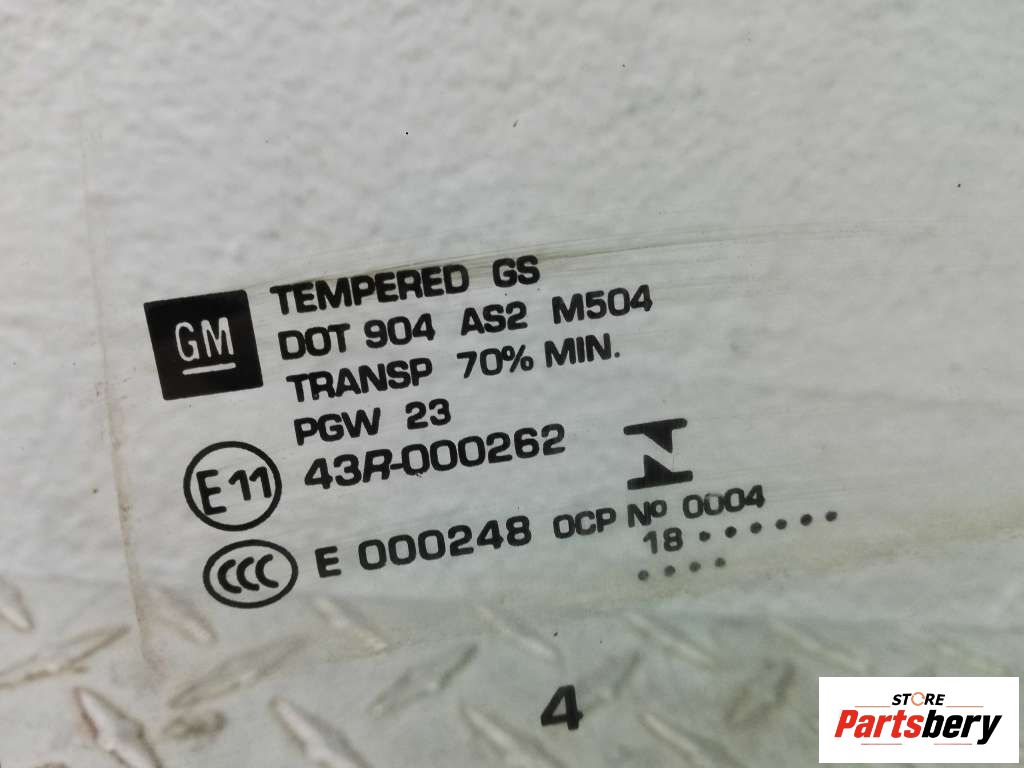 GM
TEMPERED GS
DOT 904 AS2 M504
TRANSP 70% MIN.
PGW 23
E11 43R-000262
CCC E 000248 OCP Nº 0004
18 .......
....
4
STORE
Partsbery